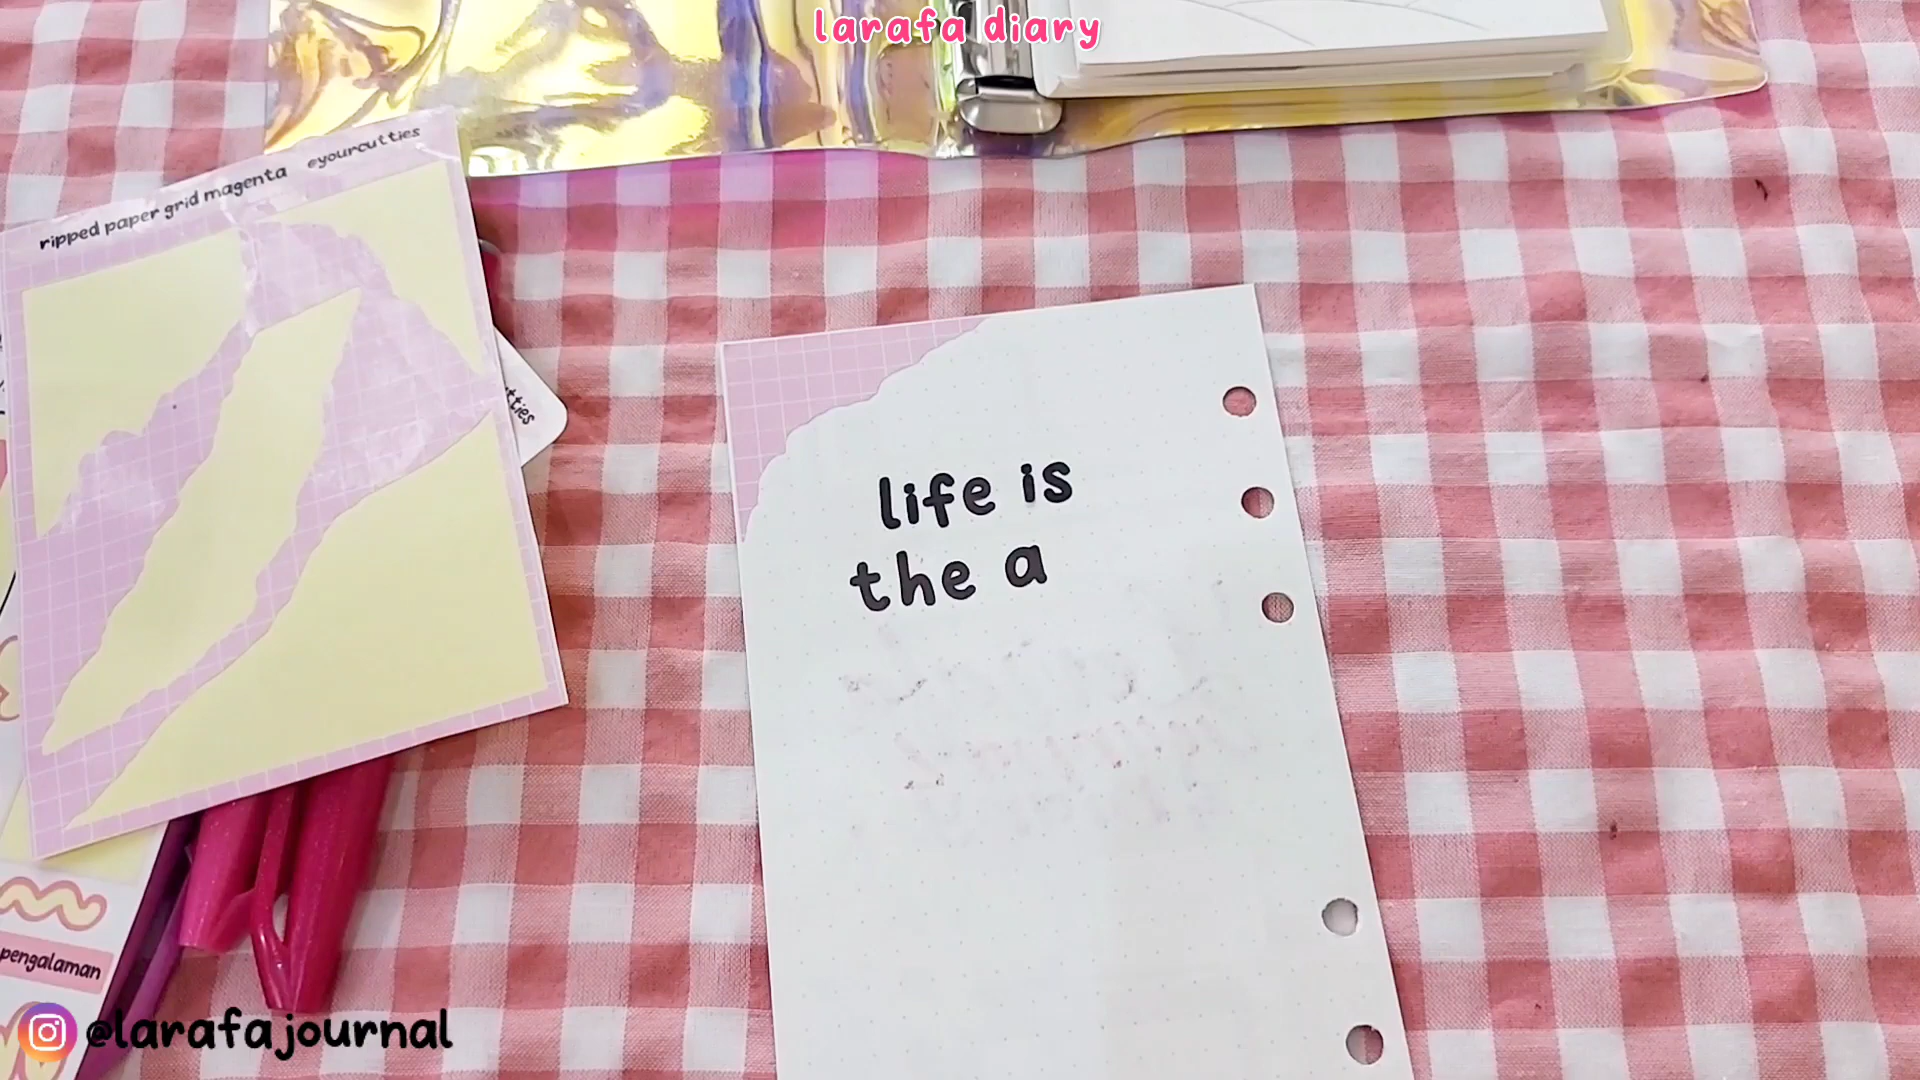 larafa diary
ripped paper grid magenta @yourcutties
life is
the a
pengalaman
@larafajournal